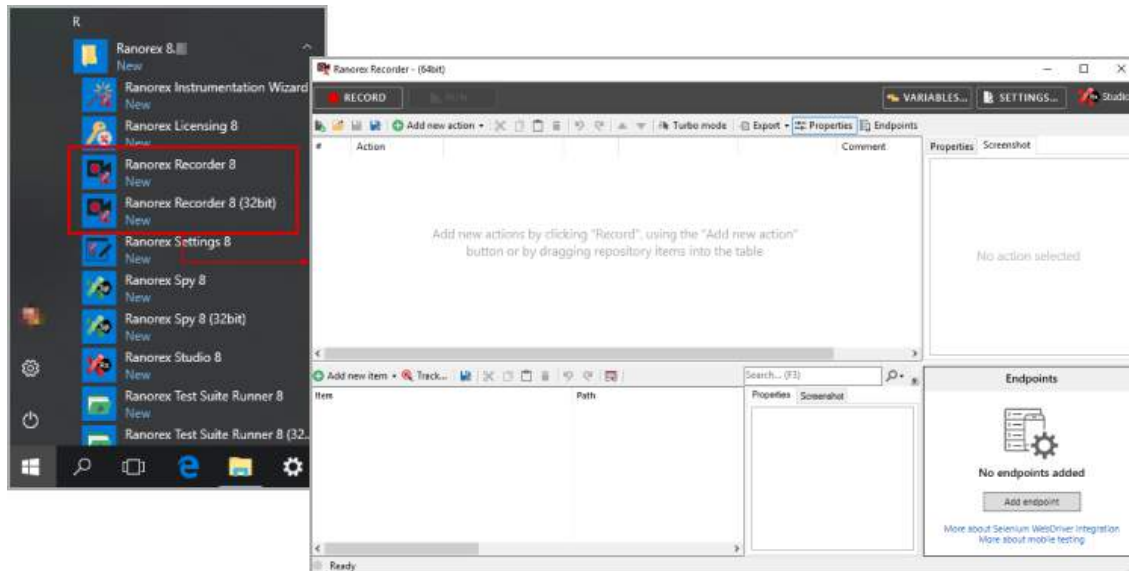 R
Ranorex 8.
New
Ranorex Instrumentation Wizard
New
Ranorex Licensing 8
New
Ranorex Recorder 8
New
Ranorex Recorder 8 (32bit)
New
Ranorex Settings 8
New
Ranorex Spy 8
New
Ranorex Spy 8 (32bit)
New
Ranorex Studio 8
New
Ranorex Test Suite Runner 8
New
Ranorex Test Suite Runner 8 (32...
Ranorex Recorder - (64bit)
RECORD
RUN
VARIABLES...
SETTINGS...
Studio
Add new action
Turbo mode
Export
Properties
Endpoints
# Action Comment
Properties Screenshot
Add new actions by clicking "Record", using the "Add new action"
button or by dragging repository items into the table
No action selected
Add new item
Track...
Search... (F3)
Item Path
Properties Screenshot
Endpoints
No endpoints added
Add endpoint
More about Selenium WebDriver Integration
More about mobile testing
Ready